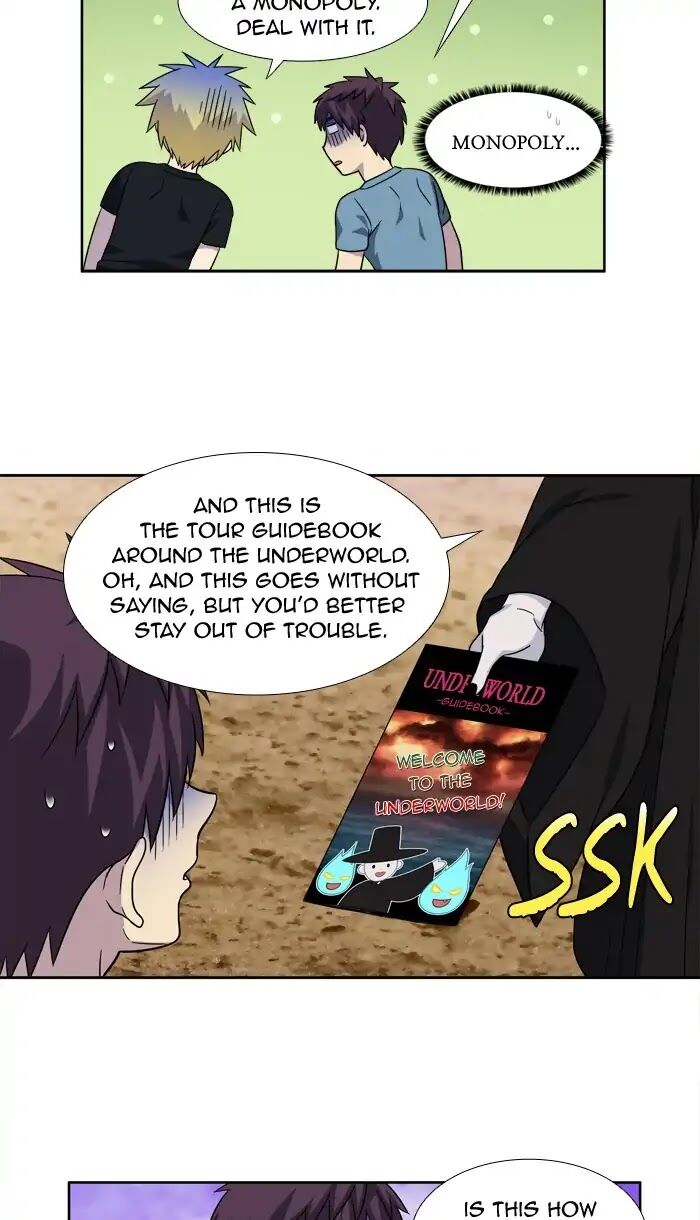 A MONOPOLY.
DEAL WITH IT.
MONOPOLY...
AND THIS IS
THE TOUR GUIDEBOOK
AROUND THE UNDERWORLD.
OH, AND THIS GOES WITHOUT
SAYING, BUT YOU'D BETTER
STAY OUT OF TROUBLE.
WORLD
-GUIDEBOOK-
WELCOME
TO THE
UNDERWORLD!
SSK
IS THIS HOW